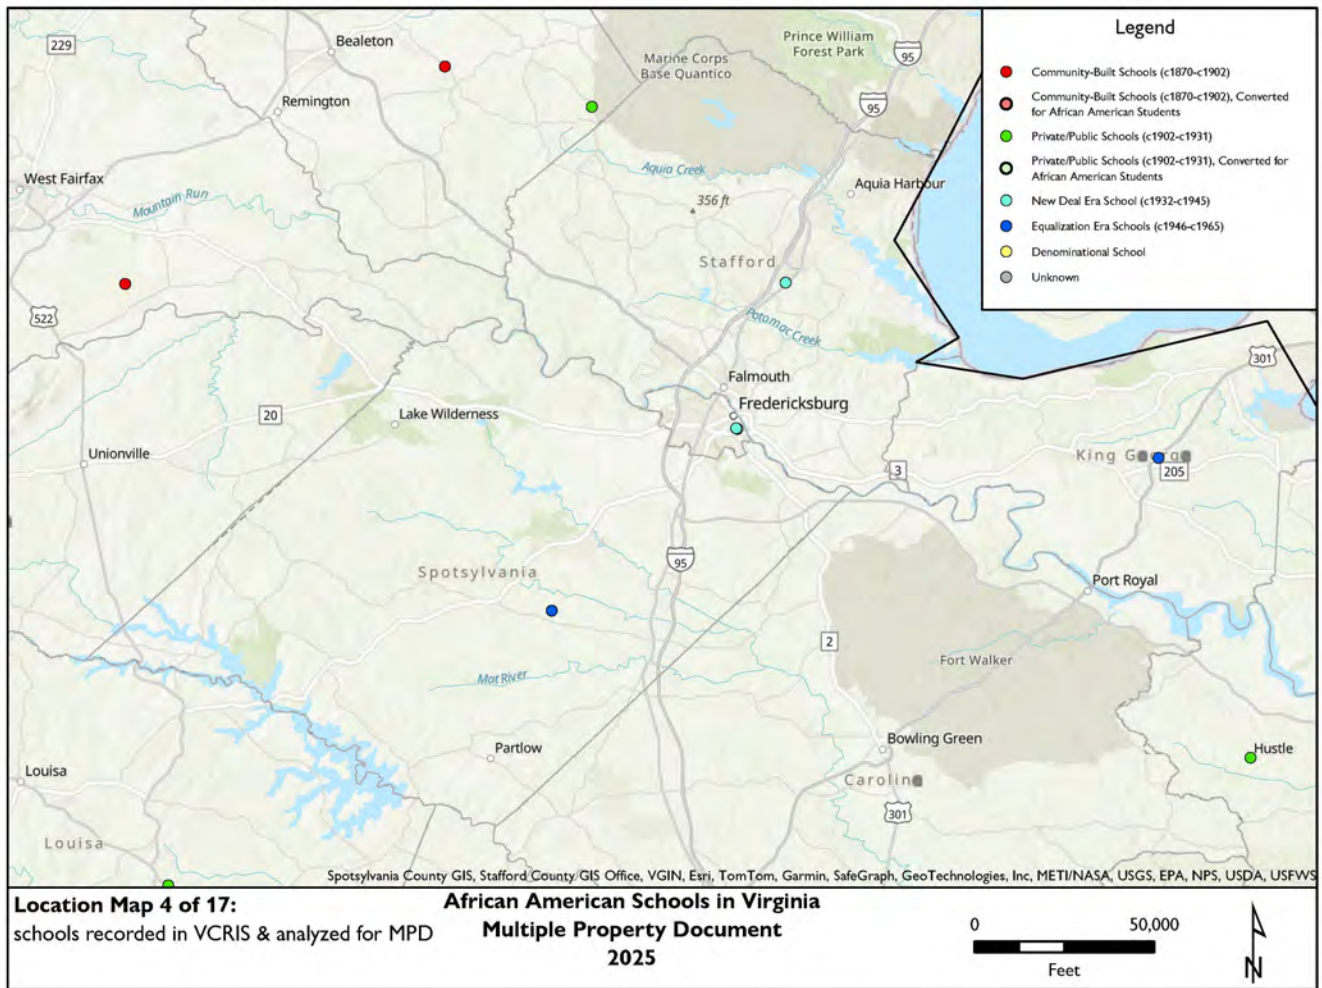 229
Bealeton
Remington
West Fairfax
Mountain Run
522
20
Unionville
Lake Wilderness
Marine Corps
Base Quantico
Prince William
Forest Park
95
95
Aquia Creek
356 ft
Aquia Harbour
Stafford
Potomac Creek
Falmouth
Fredericksburg
3
301
King George
205
Port Royal
Spotsylvania
95
2
Fort Walker
Mat River
Partlow
Bowling Green
Carolina
301
Hustle
Louisa
Louisa
Legend
Community-Built Schools (c1870-c1902)
Community-Built Schools (c1870-c1902), Converted
for African American Students
Private/Public Schools (c1902-c1931)
Private/Public Schools (c1902-c1931), Converted for
African American Students
New Deal Era School (c1932-c1945)
Equalization Era Schools (c1946-c1965)
Denominational School
Unknown
Spotsylvania County GIS, Stafford County GIS Office, VGIN, Esri, TomTom, Garmin, SafeGraph, GeoTechnologies, Inc, METI/NASA, USGS, EPA, NPS, USDA, USFWS
Location Map 4 of 17:
schools recorded in VCRIS & analyzed for MPD
African American Schools in Virginia
Multiple Property Document
2025
0 50,000
Feet
N